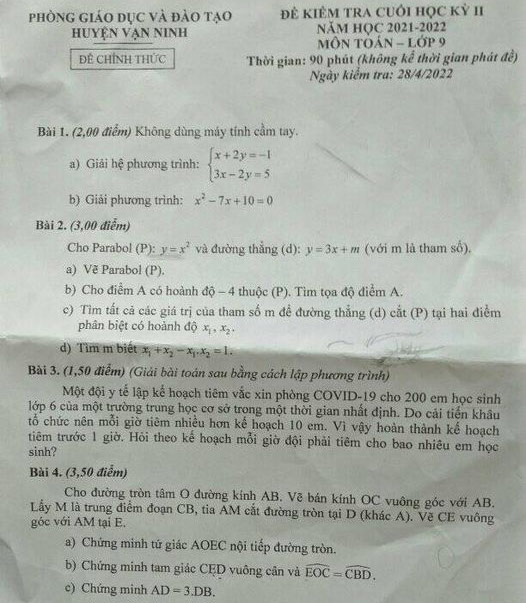 PHÒNG GIÁO DỤC VÀ ĐÀO TẠO
HUYỆN VẠN NINH
ĐỀ CHÍNH THỨC
ĐỀ KIỂM TRA CUỐI HỌC KỲ II
NĂM HỌC 2021-2022
MÔN TOÁN – LỚP 9
Thời gian: 90 phút (không kể thời gian phát đề)
Ngày kiểm tra: 28/4/2022
Bài 1. (2,00 điểm) Không dùng máy tính cầm tay.
a) Giải hệ phương trình: { x + 2y = −1
3x − 2y = 5
b) Giải phương trình: x² − 7x + 10 = 0
Bài 2. (3,00 điểm)
Cho Parabol (P): y = x² và đường thẳng (d): y = 3x + m (với m là tham số).
a) Vẽ Parabol (P).
b) Cho điểm A có hoành độ – 4 thuộc (P). Tìm tọa độ điểm A.
c) Tìm tất cả các giá trị của tham số m để đường thẳng (d) cắt (P) tại hai điểm
phân biệt có hoành độ x₁, x₂.
d) Tìm m biết x₁ + x₂ − x₁.x₂ = 1.
Bài 3. (1,50 điểm) (Giải bài toán sau bằng cách lập phương trình)
Một đội y tế lập kế hoạch tiêm vắc xin phòng COVID-19 cho 200 em học sinh
lớp 6 của một trường trung học cơ sở trong một thời gian nhất định. Do cải tiến khâu
tổ chức nên mỗi giờ tiêm nhiều hơn kế hoạch 10 em. Vì vậy hoàn thành kế hoạch
tiêm trước 1 giờ. Hỏi theo kế hoạch mỗi giờ đội phải tiêm cho bao nhiêu em học
sinh?
Bài 4. (3,50 điểm)
Cho đường tròn tâm O đường kính AB. Vẽ bán kính OC vuông góc với AB.
Lấy M là trung điểm đoạn CB, tia AM cắt đường tròn tại D (khác A). Vẽ CE vuông
góc với AM tại E.
a) Chứng minh tứ giác AOEC nội tiếp đường tròn.
b) Chứng minh tam giác CED vuông cân và EOC = CBD.
c) Chứng minh AD = 3.DB.